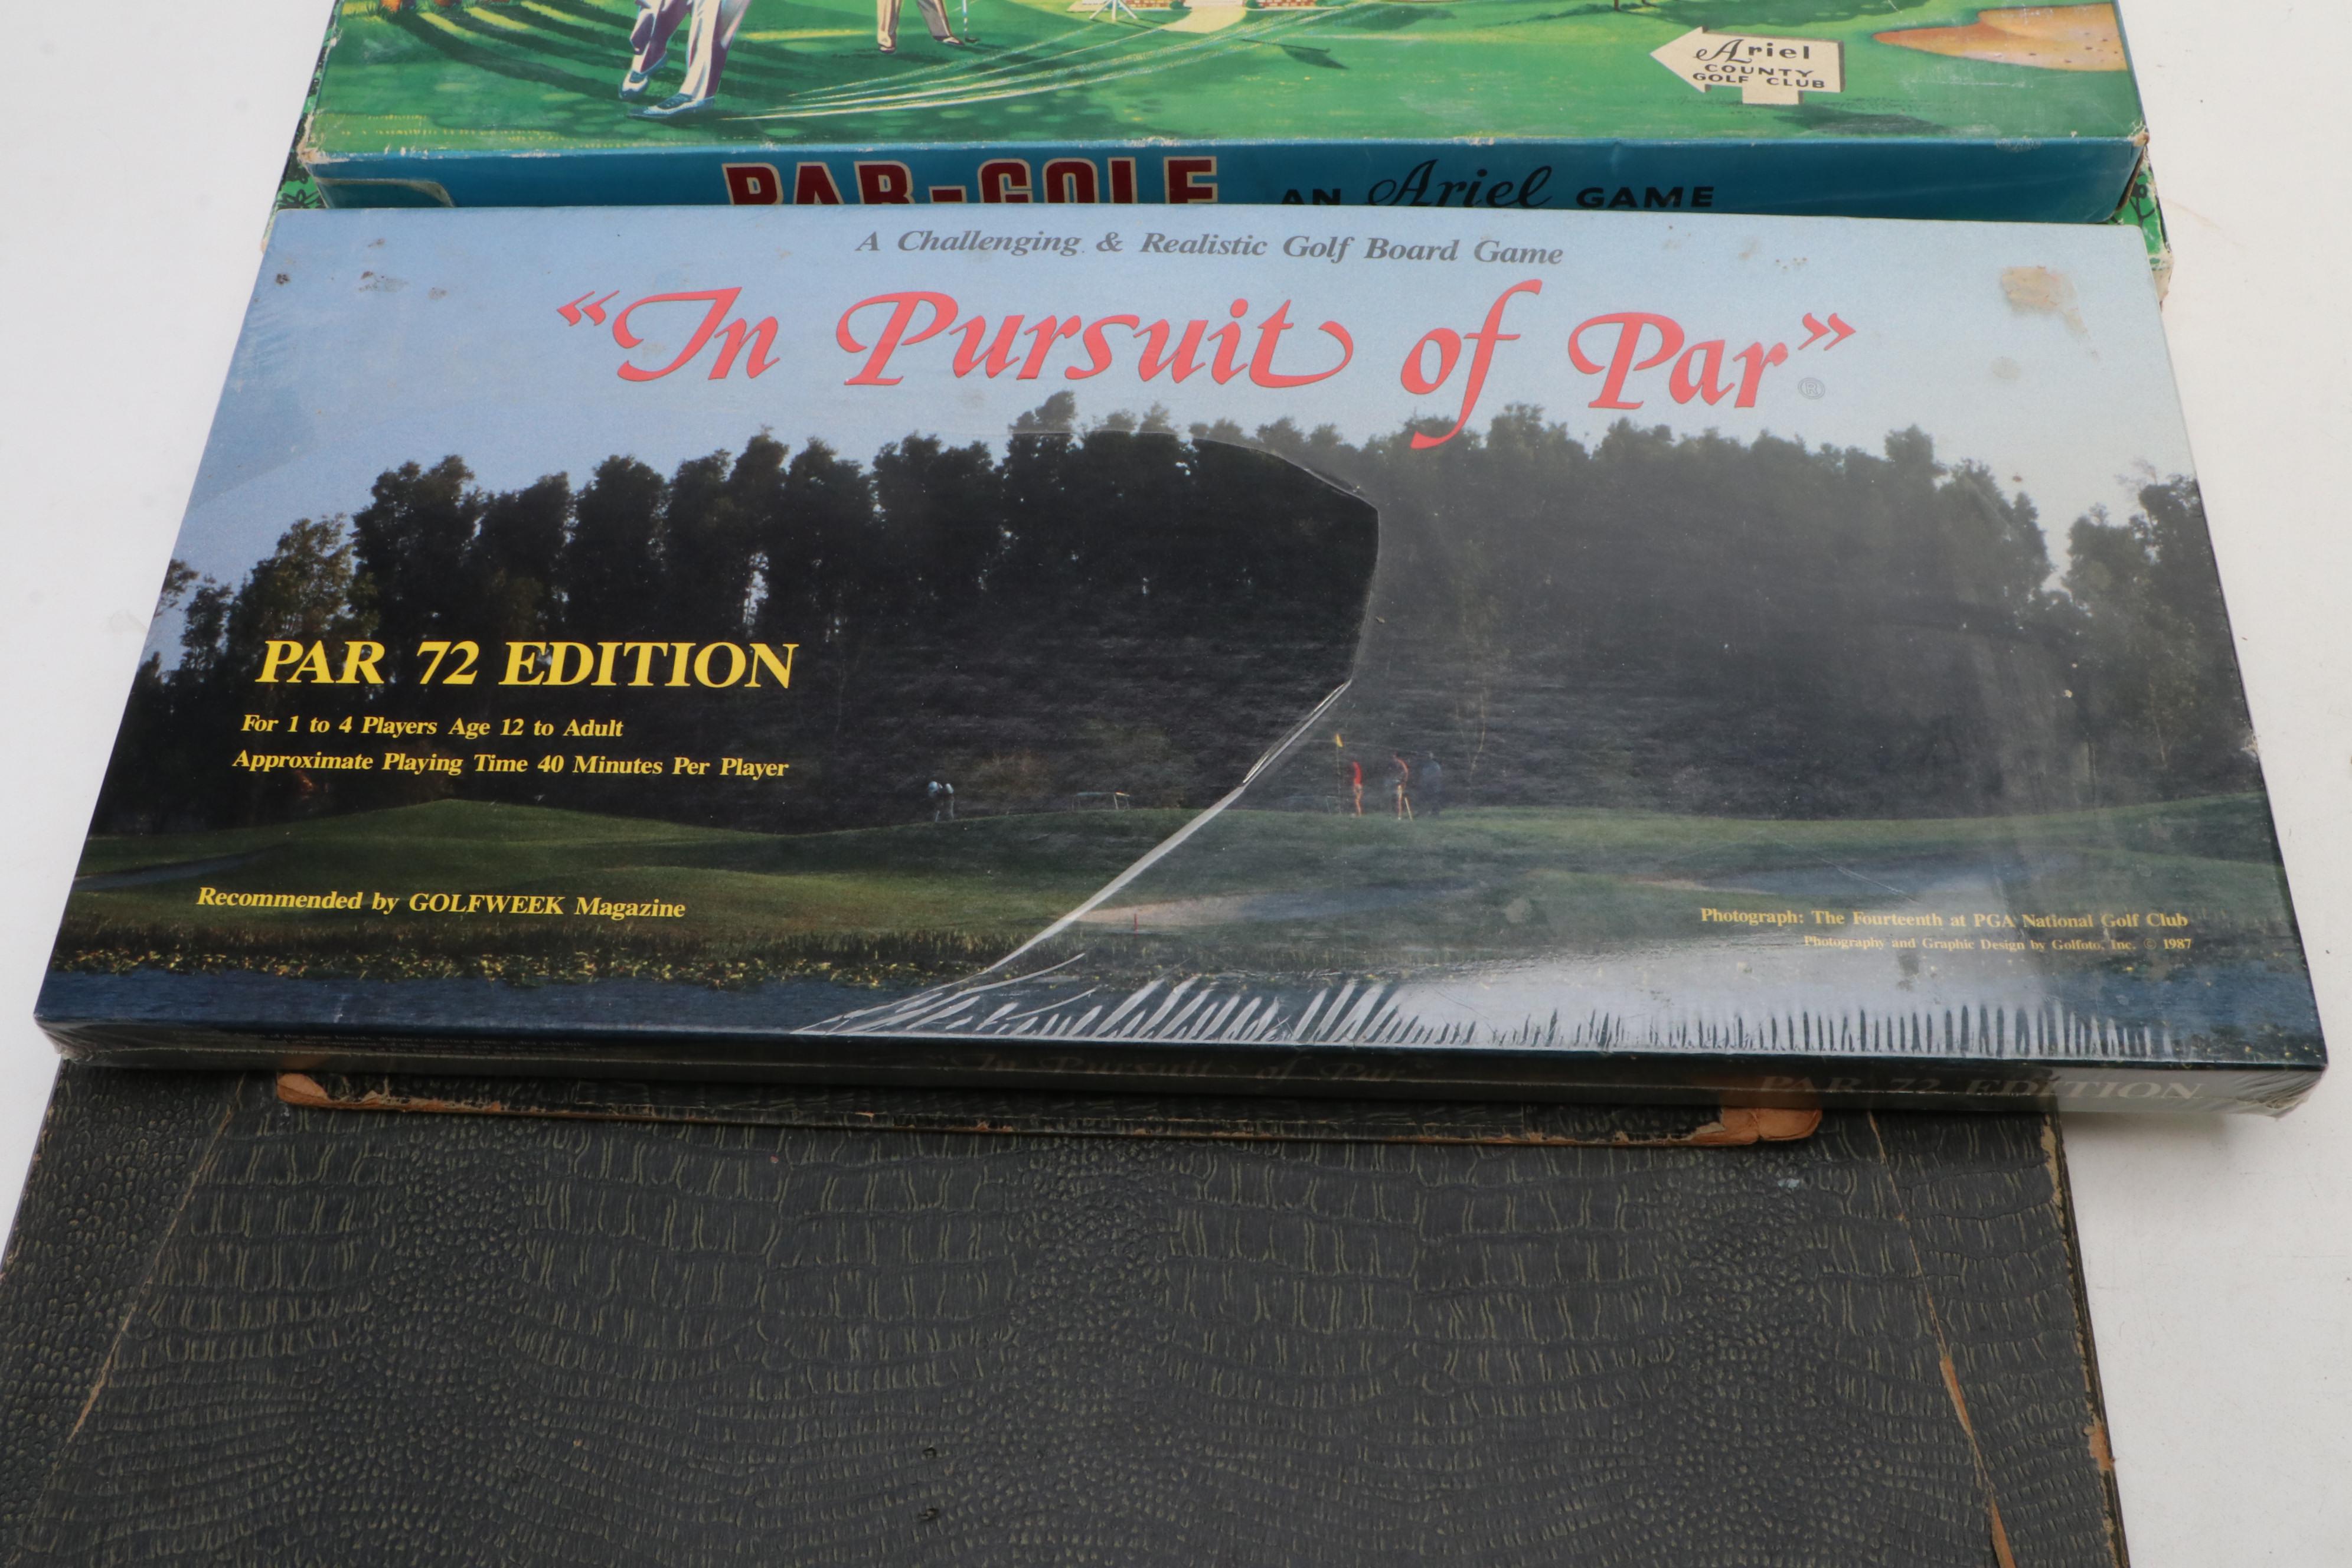 Ariel
COUNTY
GOLF CLUB
PAR-GOLF AN Ariel GAME
A Challenging & Realistic Golf Board Game
"In Pursuit of Par"®
PAR 72 EDITION
For 1 to 4 Players Age 12 to Adult
Approximate Playing Time 40 Minutes Per Player
Recommended by GOLFWEEK Magazine
Photograph: The Fourteenth at PGA National Golf Club
Photography and Graphic Design by Golfoto, Inc. © 1987
"In Pursuit of Par"
PAR 72 EDITION